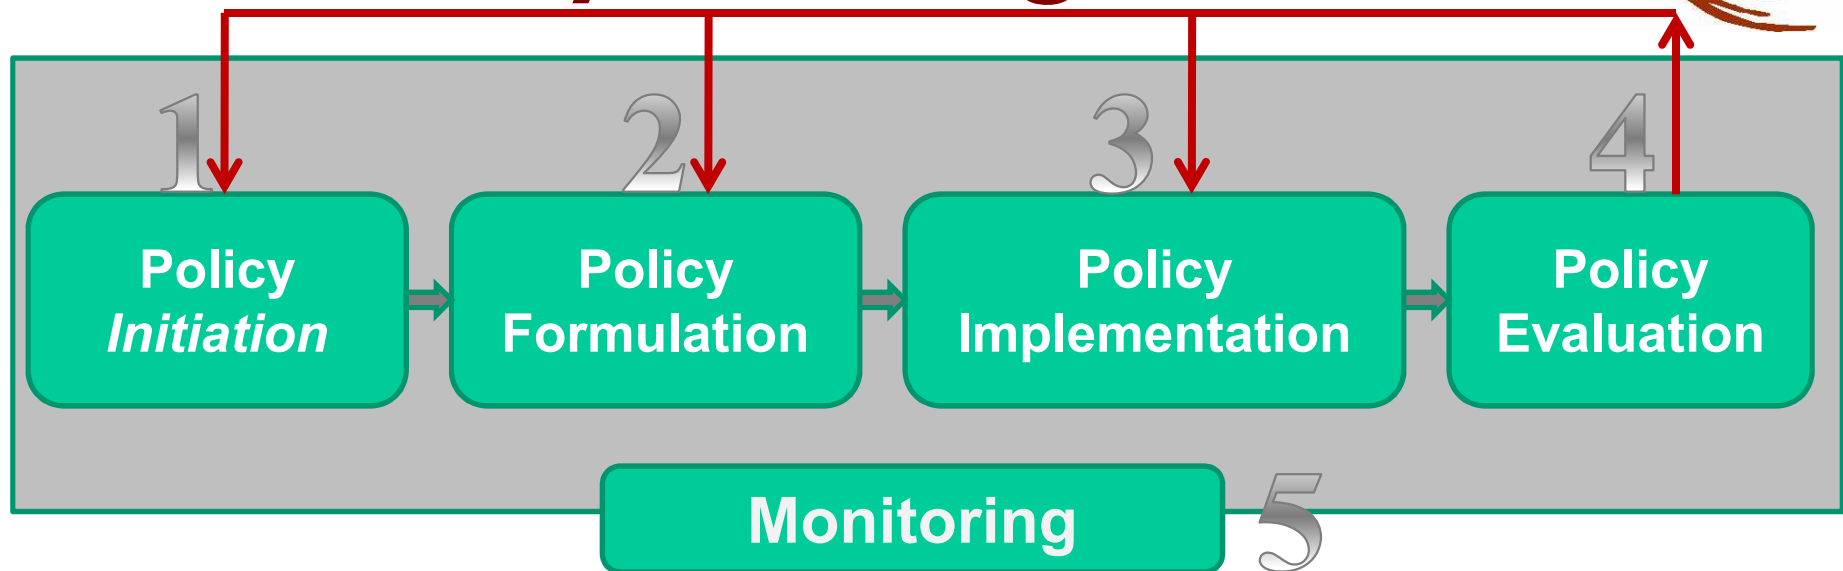 1
2
3
4
Policy
Initiation
Policy
Formulation
Policy
Implementation
Policy
Evaluation
Monitoring
5